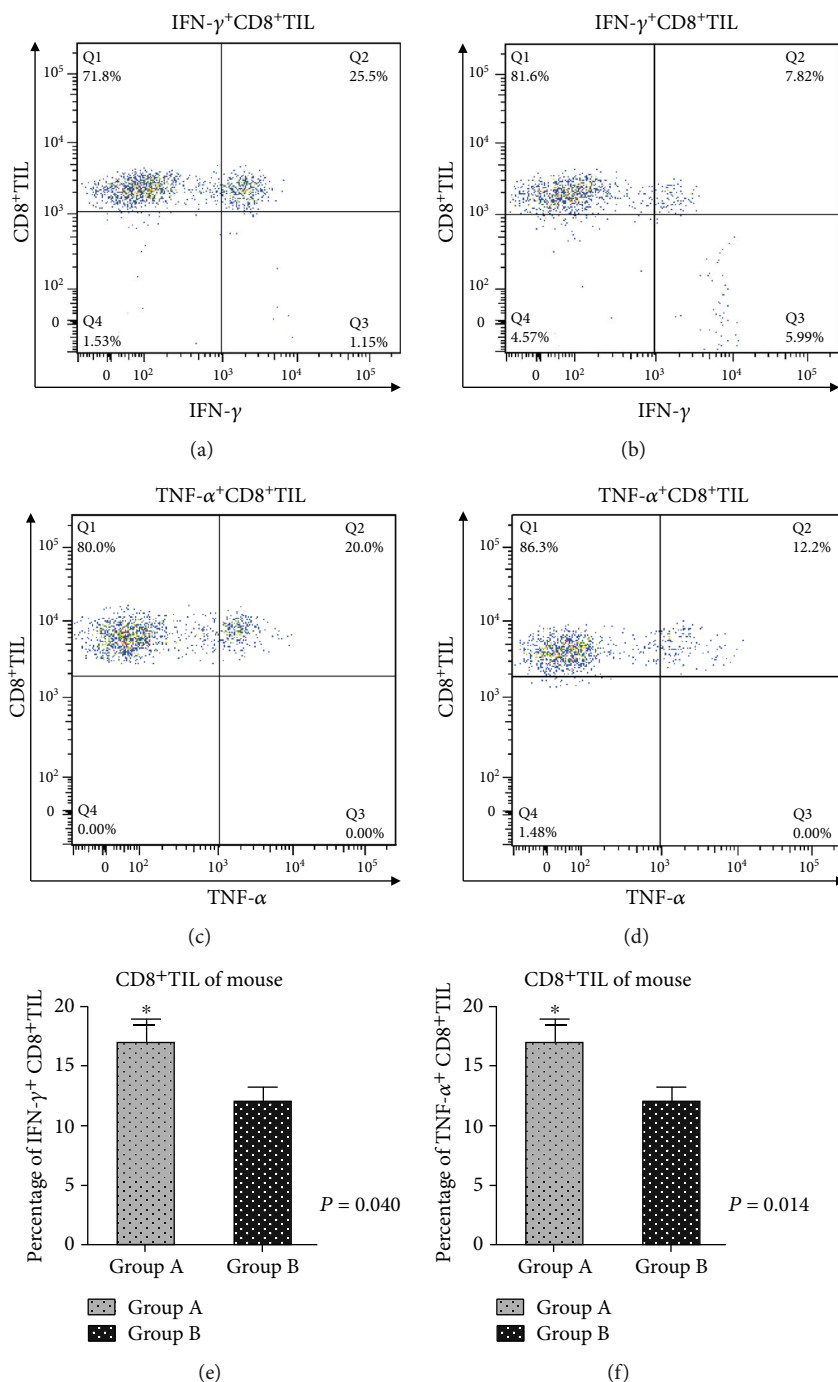 IFN-γ⁺CD8⁺TIL
Q1
71.8%
Q2
25.5%
10⁵
10⁴
10³
10²
0
CD8⁺TIL
Q4
1.53%
Q3
1.15%
0 10² 10³ 10⁴ 10⁵
IFN-γ
(a)
IFN-γ⁺CD8⁺TIL
Q1
81.6%
Q2
7.82%
10⁵
10⁴
10³
10²
0
CD8⁺TIL
Q4
4.57%
Q3
5.99%
0 10² 10³ 10⁴ 10⁵
IFN-γ
(b)
TNF-α⁺CD8⁺TIL
Q1
80.0%
Q2
20.0%
10⁵
10⁴
10³
10²
0
CD8⁺TIL
Q4
0.00%
Q3
0.00%
0 10² 10³ 10⁴ 10⁵
TNF-α
(c)
TNF-α⁺CD8⁺TIL
Q1
86.3%
Q2
12.2%
10⁵
10⁴
10³
10²
0
CD8⁺TIL
Q4
1.48%
Q3
0.00%
0 10² 10³ 10⁴ 10⁵
TNF-α
(d)
CD8⁺TIL of mouse
Percentage of IFN-γ⁺ CD8⁺TIL
20
15
10
5
0
*
P = 0.040
Group A Group B
Group A
Group B
(e)
CD8⁺TIL of mouse
Percentage of TNF-α⁺ CD8⁺TIL
20
15
10
5
0
*
P = 0.014
Group A Group B
Group A
Group B
(f)